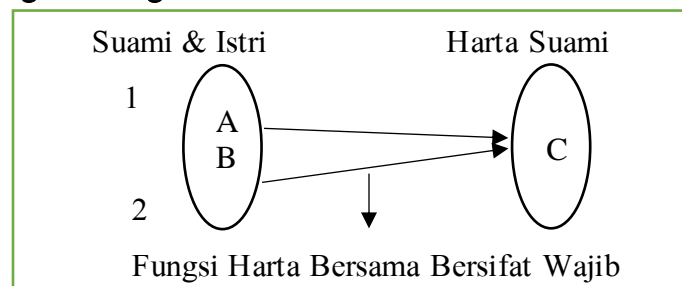 Suami & Istri Harta Suami
1
A
B C
2
Fungsi Harta Bersama Bersifat Wajib